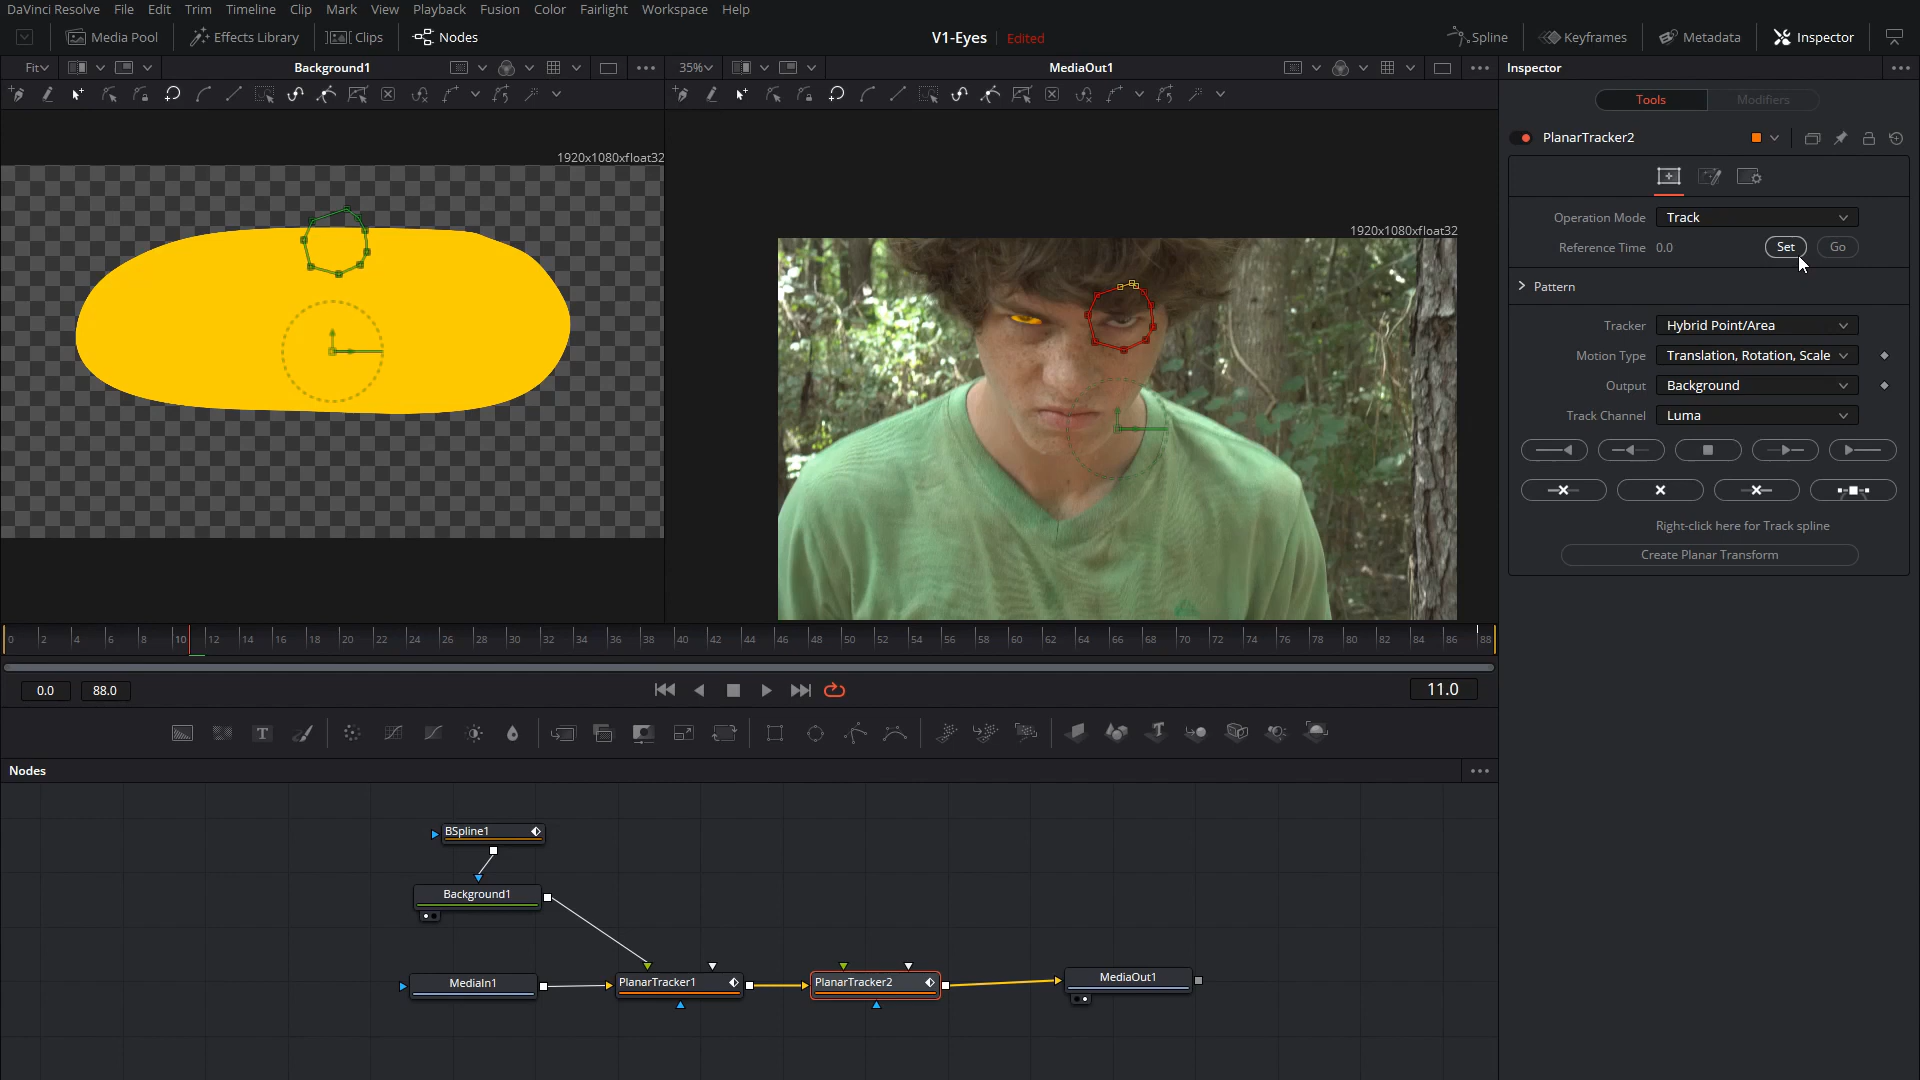 DaVinci Resolve File Edit Trim Timeline Clip Mark View Playback Fusion Color Fairlight Workspace Help
Media Pool Effects Library Clips Nodes V1-Eyes Edited Spline Keyframes Metadata Inspector
Fit Background1 35% MediaOut1 Inspector
Tools Modifiers
PlanarTracker2
1920x1080xfloat32
1920x1080xfloat32
Operation Mode Track
Reference Time 0.0 Set Go
Pattern
Tracker Hybrid Point/Area
Motion Type Translation, Rotation, Scale
Output Background
Track Channel Luma
Right-click here for Track spline
Create Planar Transform
0 2 4 6 8 10 12 14 16 18 20 22 24 26 28 30 32 34 36 38 40 42 44 46 48 50 52 54 56 58 60 62 64 66 68 70 72 74 76 78 80 82 84 86 88
0.0 88.0 11.0
T T
Nodes
BSpline1
Background1
MediaIn1 PlanarTracker1 PlanarTracker2 MediaOut1